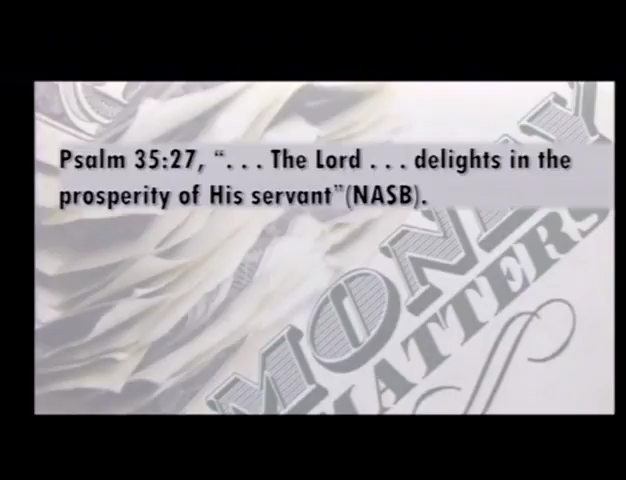 Psalm 35:27, “. . . The Lord . . . delights in the
prosperity of His servant”(NASB).
MONEY
MATTERS